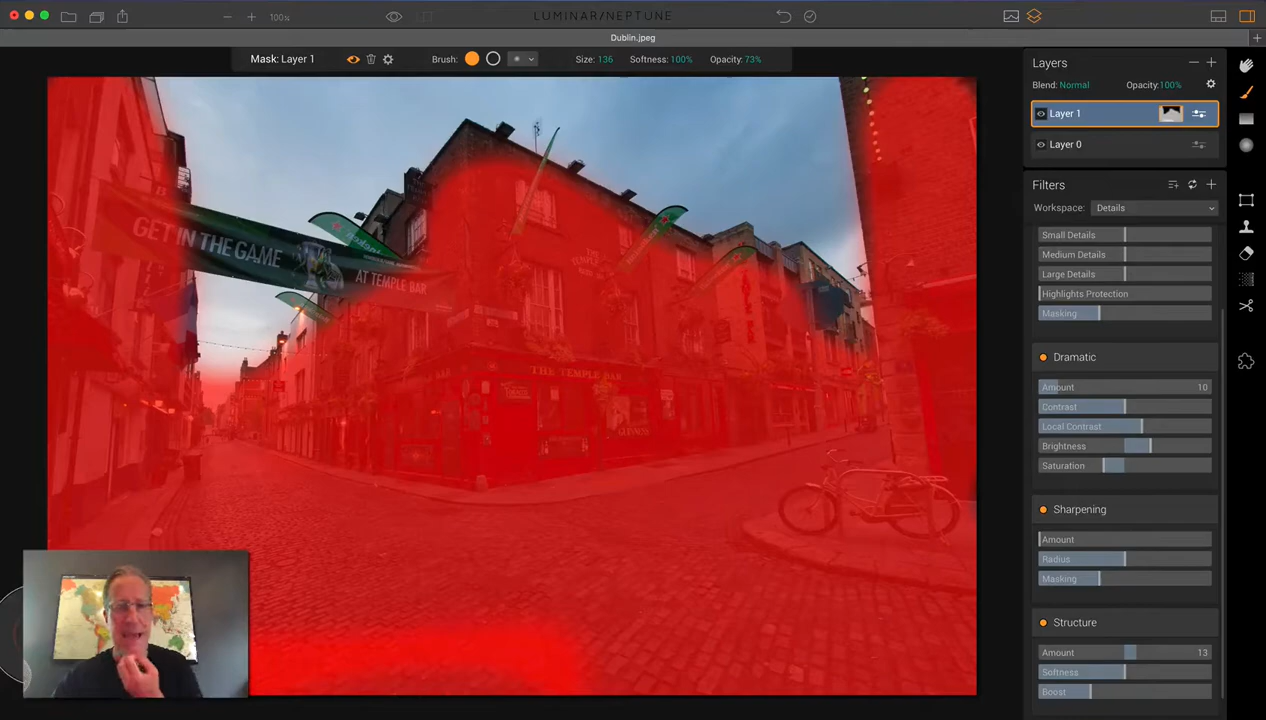 100%
LUMINAR/NEPTUNE
Dublin.jpeg
Mask: Layer 1
Brush:
Size: 136
Softness: 100%
Opacity: 73%
Layers
Blend: Normal
Opacity: 100%
Layer 1
Layer 0
Filters
Workspace: Details
Small Details
Medium Details
Large Details
Highlights Protection
Masking
Dramatic
Amount 10
Contrast
Local Contrast
Brightness
Saturation
Sharpening
Amount
Radius
Masking
Structure
Amount 13
Softness
Boost
GET IN THE GAME
AT TEMPLE BAR
THE TEMPLE BAR
GUINNESS